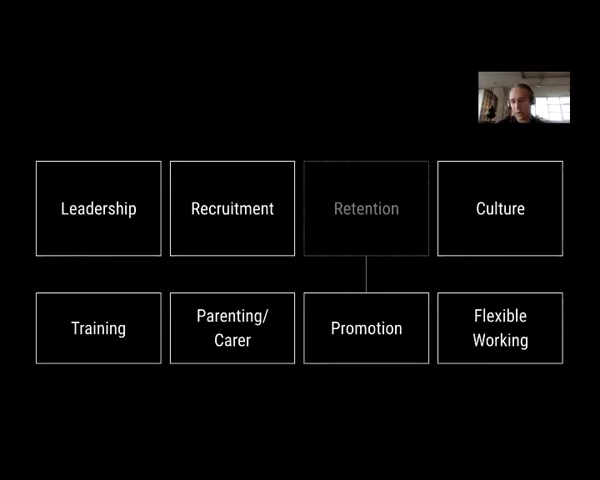 Leadership
Recruitment
Retention
Culture
Training
Parenting/
Carer
Promotion
Flexible
Working